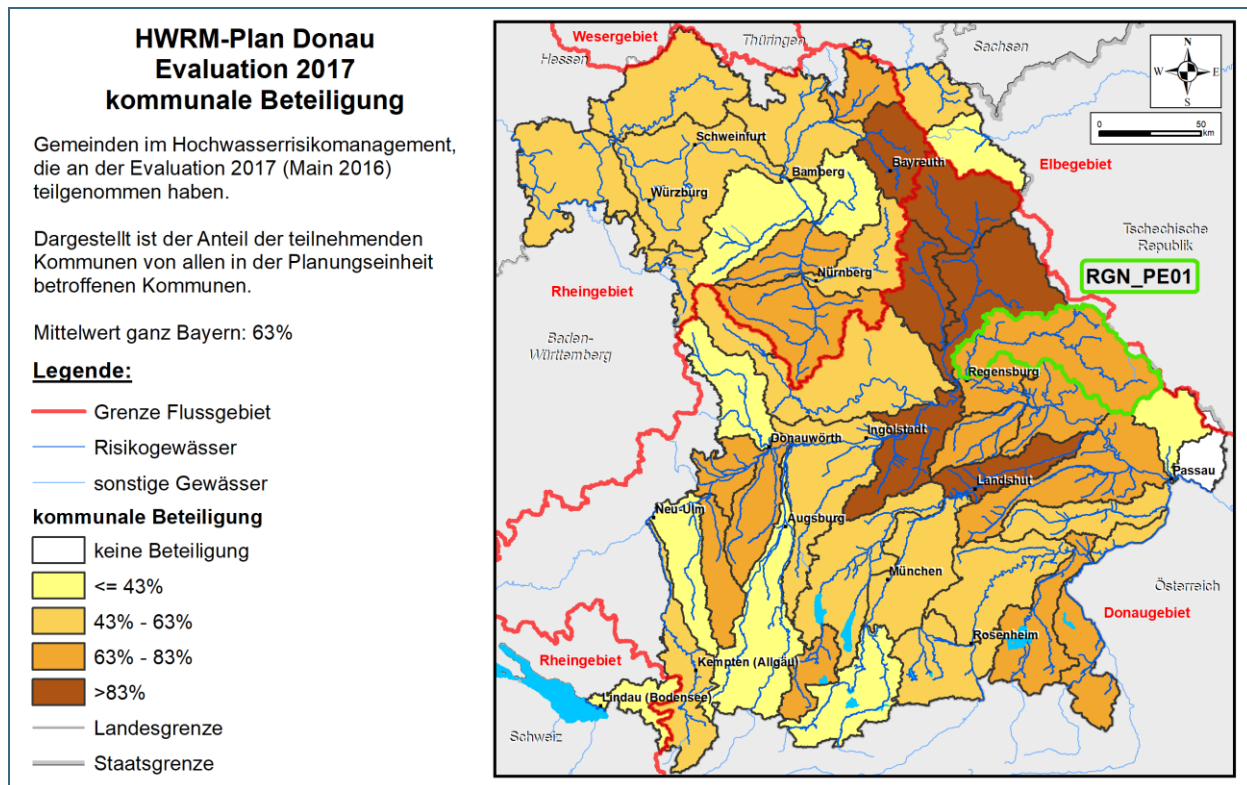 HWRM-Plan Donau
Evaluation 2017
kommunale Beteiligung
Gemeinden im Hochwasserrisikomanagement,
die an der Evaluation 2017 (Main 2016)
teilgenommen haben.
Dargestellt ist der Anteil der teilnehmenden
Kommunen von allen in der Planungseinheit
betroffenen Kommunen.
Mittelwert ganz Bayern: 63%
Legende:
Grenze Flussgebiet
Risikogewässer
sonstige Gewässer
kommunale Beteiligung
keine Beteiligung
<= 43%
43% - 63%
63% - 83%
>83%
Landesgrenze
Staatsgrenze
Wesergebiet
Thüringen
Sachsen
Hessen
N
W
E
S
0
50
km
Schweinfurt
Bayreuth
Elbegebiet
Bamberg
Würzburg
Tschechische
Republik
Nürnberg
RGN_PE01
Rheingebiet
Baden-
Württemberg
Regensburg
Ingolstadt
Donauwörth
Passau
Landshut
Neu-Ulm
Augsburg
München
Österreich
Donaugebiet
Rosenheim
Rheingebiet
Kempten (Allgäu)
Lindau (Bodensee)
Schweiz